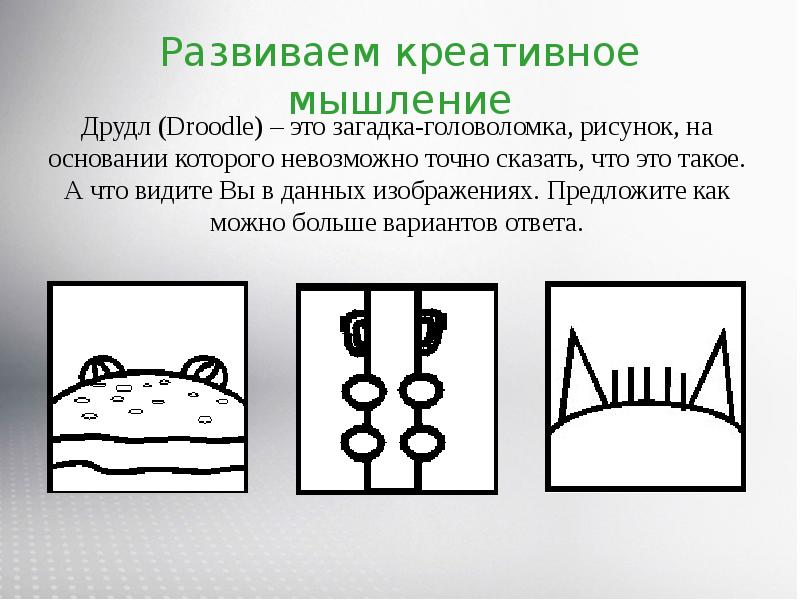 Развиваем креативное
мышление
Друдл (Droodle) – это загадка-головоломка, рисунок, на
основании которого невозможно точно сказать, что это такое.
А что видите Вы в данных изображениях. Предложите как
можно больше вариантов ответа.